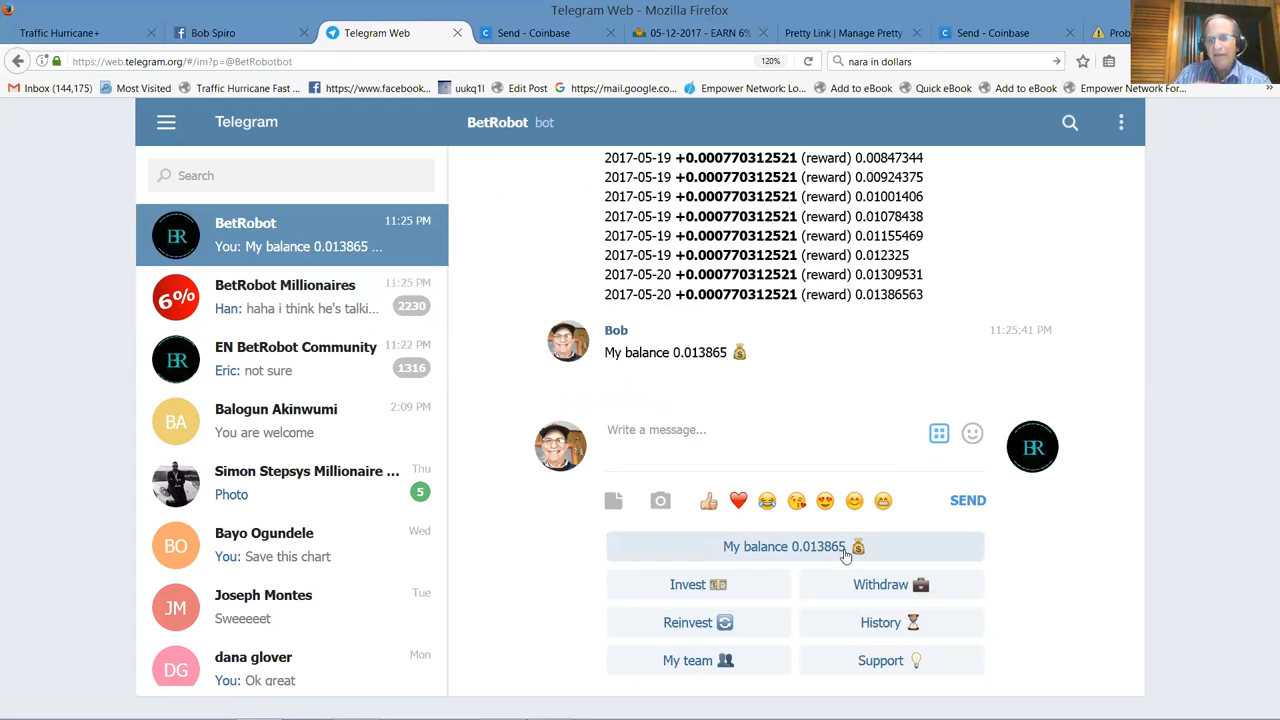 Telegram Web - Mozilla Firefox
Traffic Hurricane+
Bob Spiro
Telegram Web
Send - Coinbase
05-12-2017 - EARN 6%
Pretty Link | Manage Pretty
Send - Coinbase
Prob
https://web.telegram.org/#/im?p=@BetRobotbot
120%
nara in dollars
Inbox (144,175)
Most Visited
Traffic Hurricane Fast ...
https://www.facebook...
uukq1l
Edit Post
https://mail.google.co...
Empower Network: Lo...
Add to eBook
Quick eBook
Add to eBook
Empower Network: For...
Telegram
BetRobot bot
Search
BetRobot 11:25 PM
You: My balance 0.013865 ...
BetRobot Millionaires 11:25 PM
Han: haha i think he's talki... 2230
EN BetRobot Community 11:22 PM
Eric: not sure 1316
Balogun Akinwumi 2:09 PM
You are welcome
Simon Stepsys Millionaire ... Thu
Photo 5
Bayo Ogundele Wed
You: Save this chart
Joseph Montes Tue
Sweeeeet
dana glover Mon
You: Ok great
BR
6%
BR
BA
BO
JM
DG
2017-05-19 +0.000770312521 (reward) 0.00847344
2017-05-19 +0.000770312521 (reward) 0.00924375
2017-05-19 +0.000770312521 (reward) 0.01001406
2017-05-19 +0.000770312521 (reward) 0.01078438
2017-05-19 +0.000770312521 (reward) 0.01155469
2017-05-19 +0.000770312521 (reward) 0.012325
2017-05-20 +0.000770312521 (reward) 0.01309531
2017-05-20 +0.000770312521 (reward) 0.01386563
Bob 11:25:41 PM
My balance 0.013865 💰
Write a message...
BR
SEND
My balance 0.013865 💰
Invest 💵
Withdraw 💼
Reinvest 🔄
History ⏳
My team 👥
Support 💡